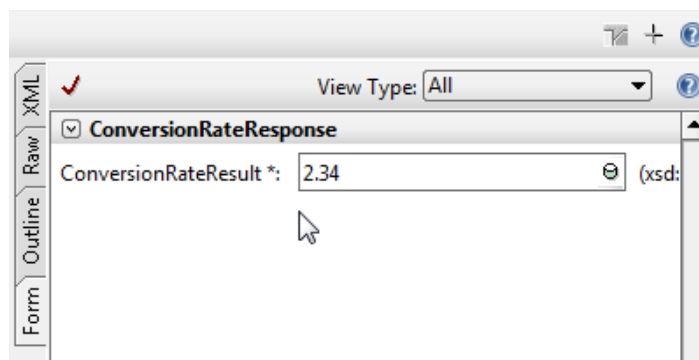 View Type: All
ConversionRateResponse
ConversionRateResult *: 2.34 (xsd:
XML
Raw
Outline
Form